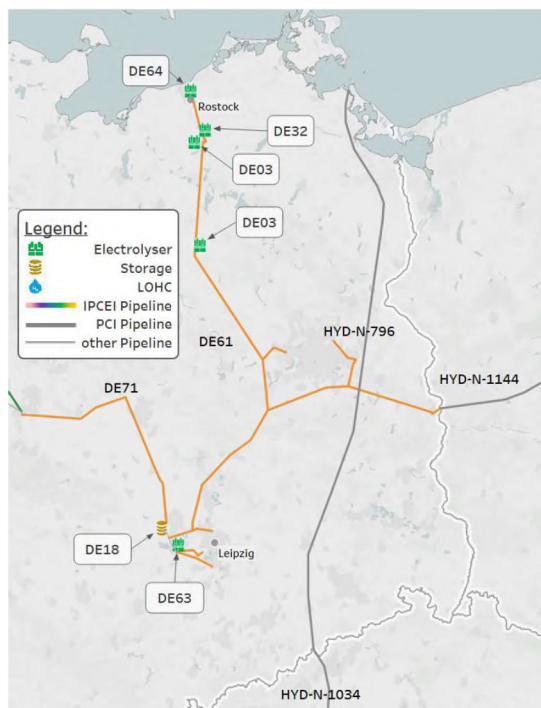 DE64
Rostock
DE32
DE03
DE03
Legend:
Electrolyser
Storage
LOHC
IPCEI Pipeline
PCI Pipeline
other Pipeline
DE61
HYD-N-796
HYD-N-1144
DE71
DE18
Leipzig
DE63
HYD-N-1034